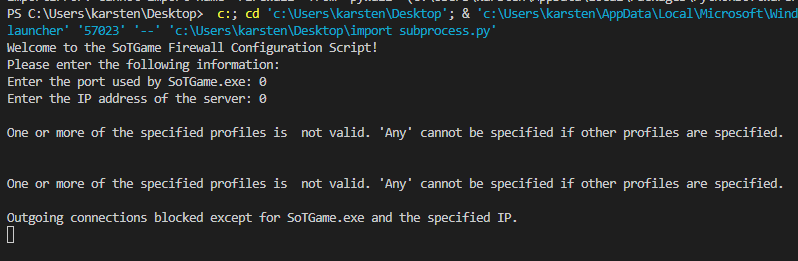 PS C:\Users\karsten\Desktop>  c:; cd 'c:\Users\karsten\Desktop'; & 'c:\Users\karsten\AppData\Local\Microsoft\Wind
launcher' '57023' '--' 'c:\Users\karsten\Desktop\import subprocess.py'
Welcome to the SoTGame Firewall Configuration Script!
Please enter the following information:
Enter the port used by SoTGame.exe: 0
Enter the IP address of the server: 0
One or more of the specified profiles is  not valid. 'Any' cannot be specified if other profiles are specified.
One or more of the specified profiles is  not valid. 'Any' cannot be specified if other profiles are specified.
Outgoing connections blocked except for SoTGame.exe and the specified IP.